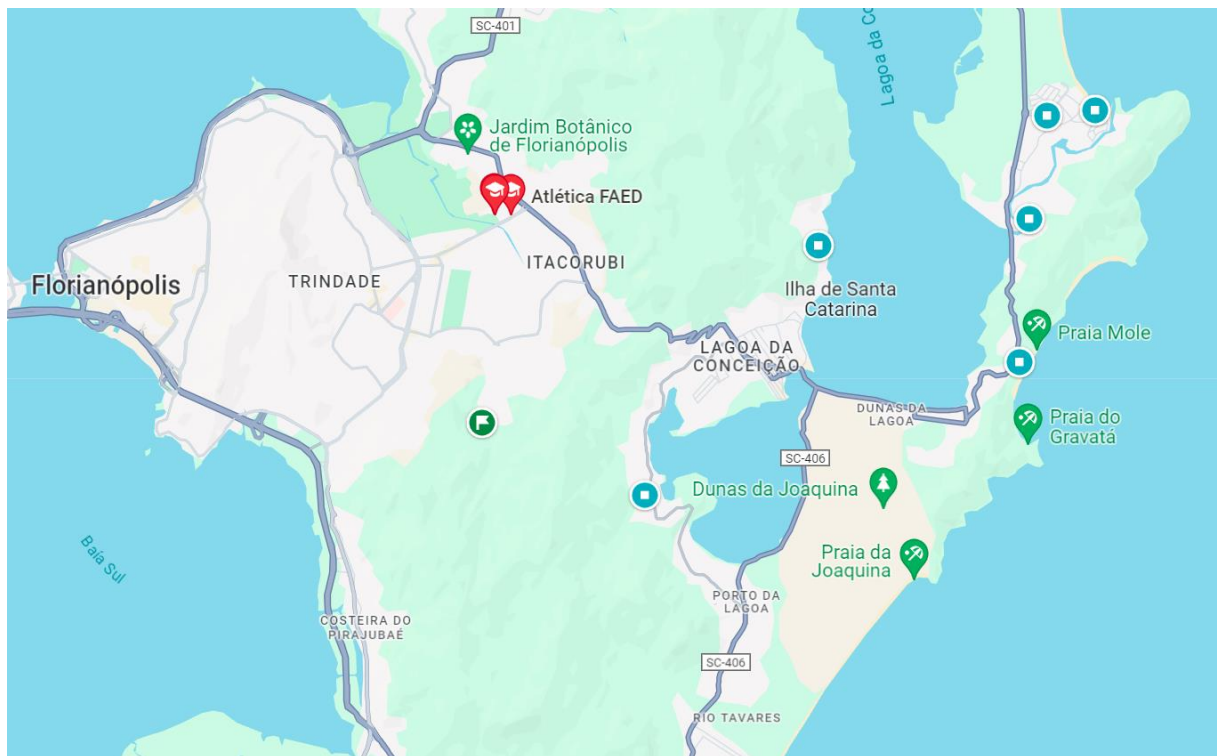 SC-401
Lagoa da Co
Jardim Botânico
de Florianópolis
Atlética FAED
ITACORUBI
TRINDADE
Florianópolis
Ilha de Santa
Catarina
LAGOA DA
CONCEIÇÃO
Praia Mole
DUNAS DA
LAGOA
Praia do
Gravatá
SC-406
Dunas da Joaquina
Praia da
Joaquina
Baía Sul
PORTO DA
LAGOA
COSTEIRA DO
PIRAJUBAÉ
SC-406
RIO TAVARES